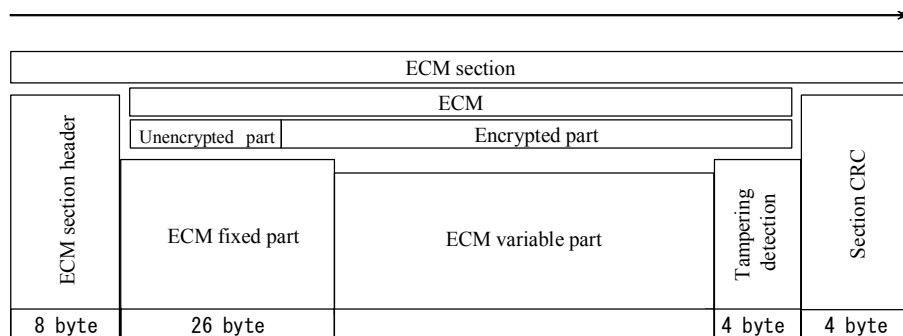 ECM section
ECM
Unencrypted part
Encrypted part
ECM section header
ECM fixed part
ECM variable part
Tampering
detection
Section CRC
8 byte
26 byte
4 byte
4 byte